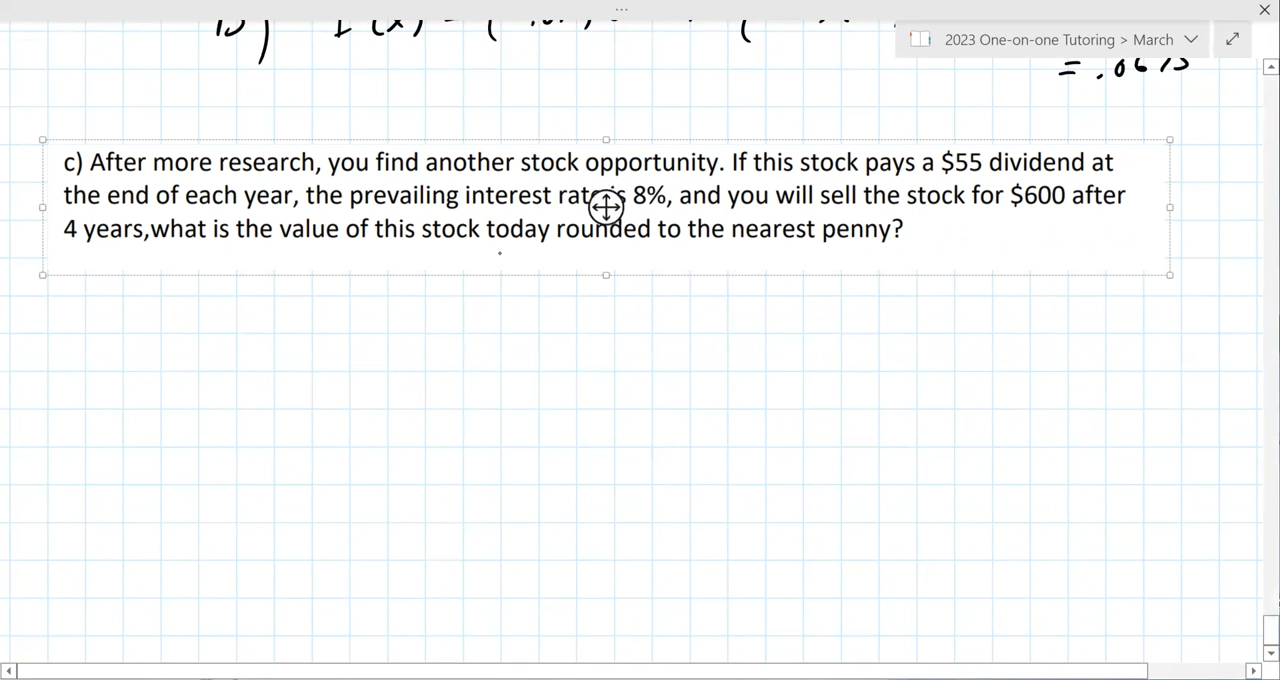 2023 One-on-one Tutoring > March
c) After more research, you find another stock opportunity. If this stock pays a $55 dividend at
the end of each year, the prevailing interest rate is 8%, and you will sell the stock for $600 after
4 years,what is the value of this stock today rounded to the nearest penny?